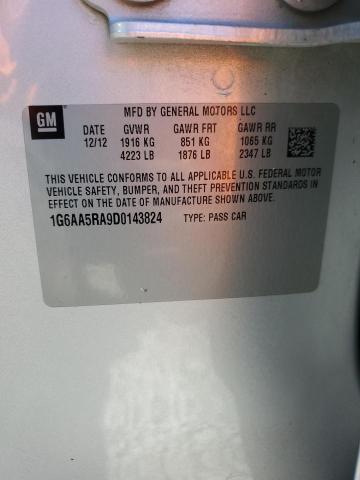 MFD BY GENERAL MOTORS LLC
GM
DATE GVWR GAWR FRT GAWR RR
12/12 1916 KG 851 KG 1065 KG
4223 LB 1876 LB 2347 LB
THIS VEHICLE CONFORMS TO ALL APPLICABLE U.S. FEDERAL MOTOR
VEHICLE SAFETY, BUMPER, AND THEFT PREVENTION STANDARDS IN
EFFECT ON THE DATE OF MANUFACTURE SHOWN ABOVE.
1G6AA5RA9D0143824 TYPE: PASS CAR